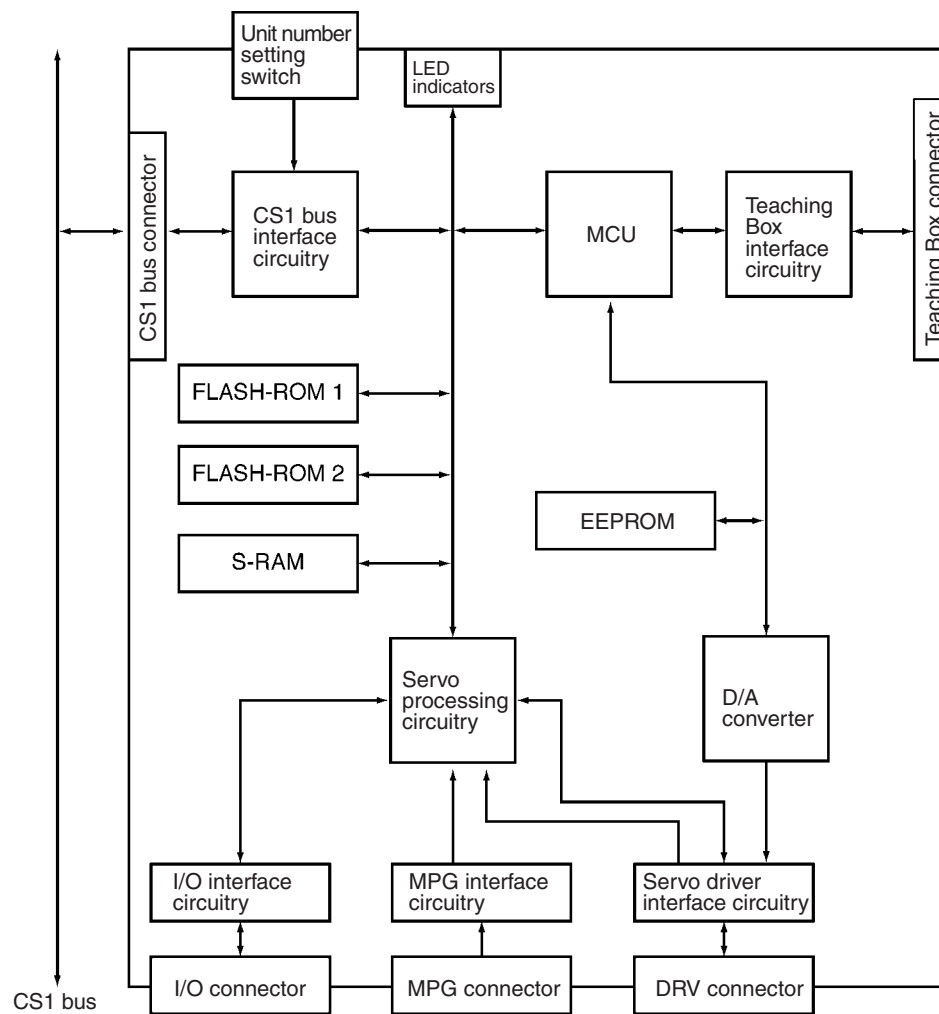 Unit number
setting
switch
LED
indicators
CS1 bus connector
CS1 bus
interface
circuitry
MCU
Teaching
Box
interface
circuitry
Teaching Box connector
FLASH-ROM 1
FLASH-ROM 2
EEPROM
S-RAM
Servo
processing
circuitry
D/A
converter
I/O interface
circuitry
MPG interface
circuitry
Servo driver
interface circuitry
I/O connector
MPG connector
DRV connector
CS1 bus